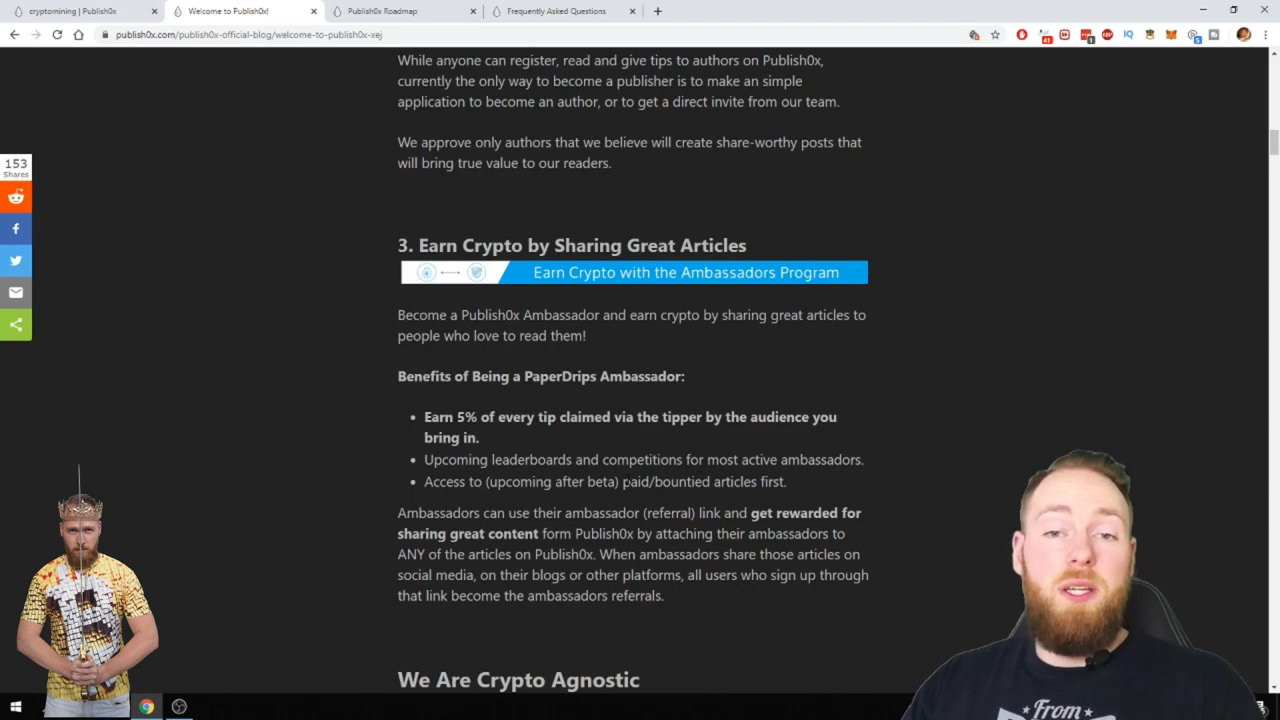 cryptomining | Publish0x
Welcome to Publish0x!
Publish0x Roadmap
Frequently Asked Questions
publish0x.com/publish0x-official-blog/welcome-to-publish0x-xej
While anyone can register, read and give tips to authors on Publish0x,
currently the only way to become a publisher is to make an simple
application to become an author, or to get a direct invite from our team.
We approve only authors that we believe will create share-worthy posts that
will bring true value to our readers.
153
Shares
3. Earn Crypto by Sharing Great Articles
Earn Crypto with the Ambassadors Program
Become a Publish0x Ambassador and earn crypto by sharing great articles to
people who love to read them!
Benefits of Being a PaperDrips Ambassador:
• Earn 5% of every tip claimed via the tipper by the audience you
bring in.
• Upcoming leaderboards and competitions for most active ambassadors.
• Access to (upcoming after beta) paid/bountied articles first.
Ambassadors can use their ambassador (referral) link and get rewarded for
sharing great content form Publish0x by attaching their ambassadors to
ANY of the articles on Publish0x. When ambassadors share those articles on
social media, on their blogs or other platforms, all users who sign up through
that link become the ambassadors referrals.
We Are Crypto Agnostic
From